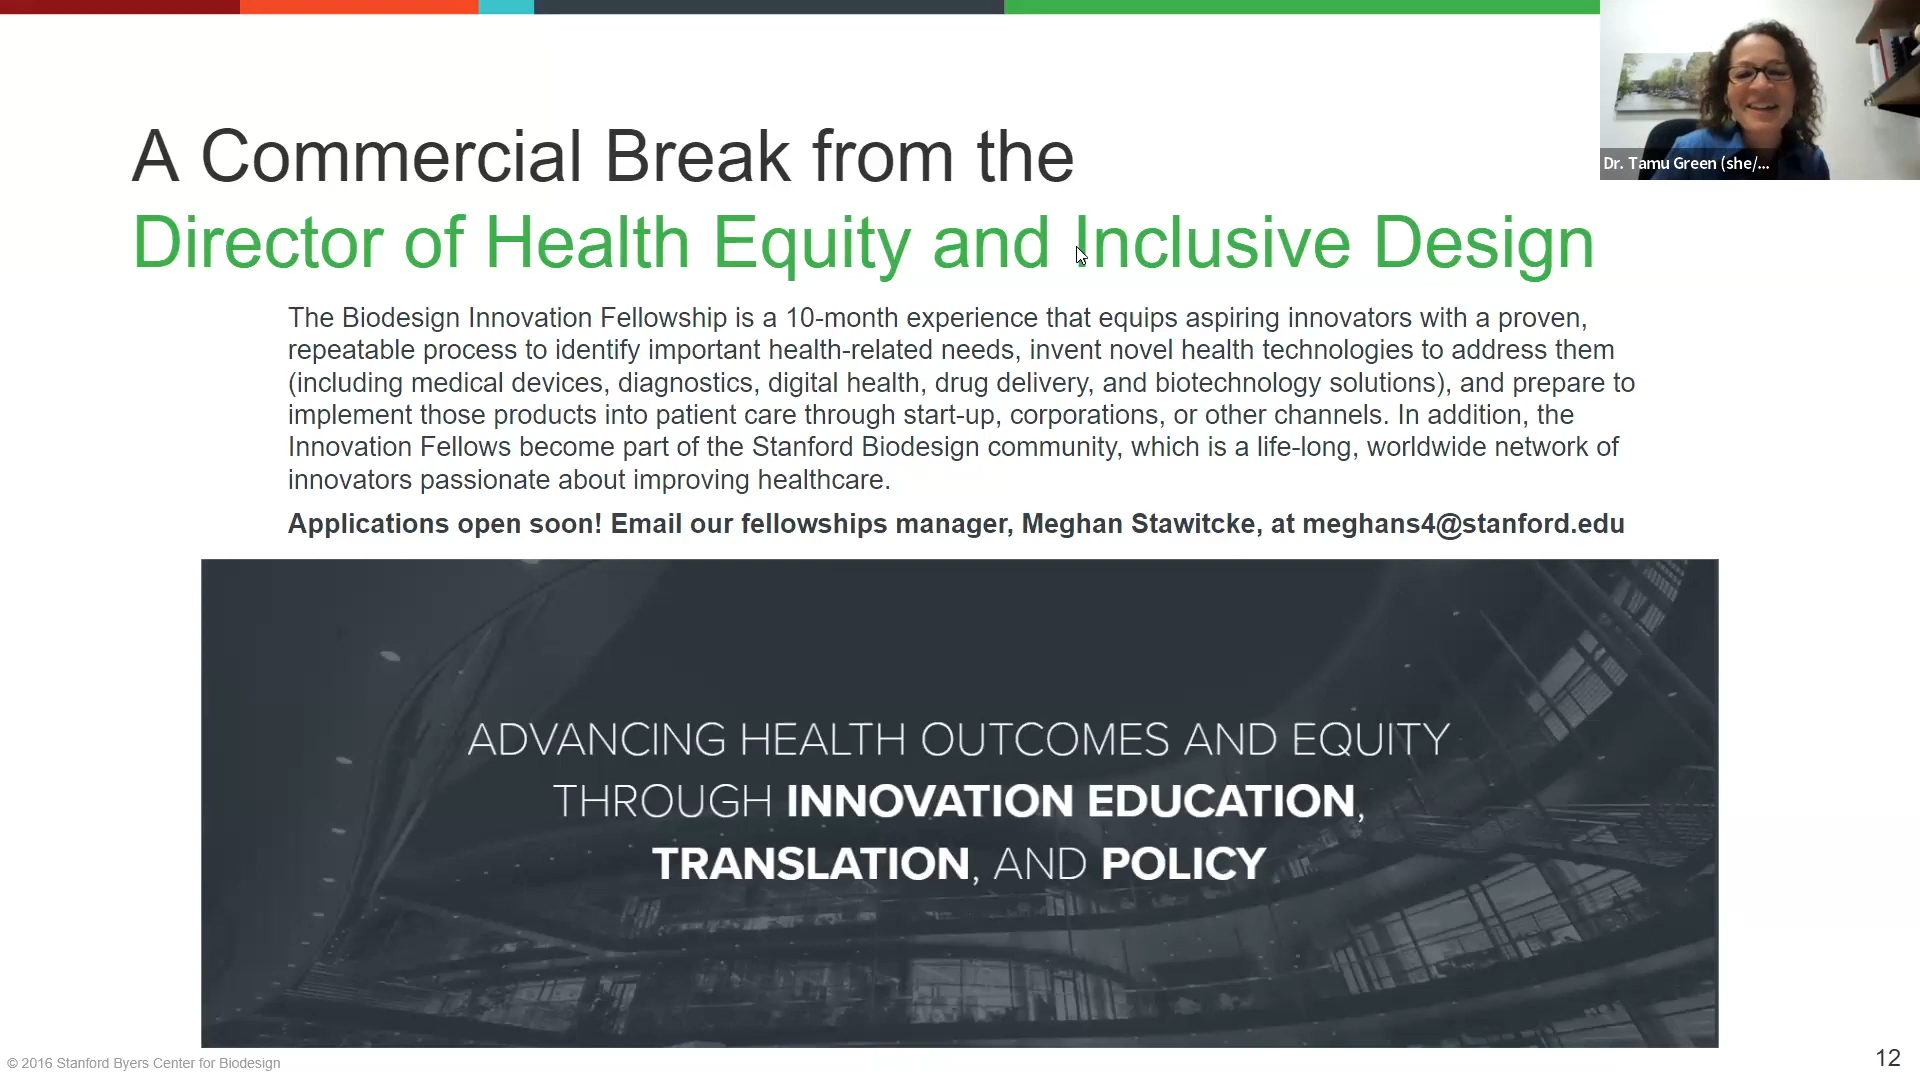 A Commercial Break from the
Director of Health Equity and Inclusive Design
Dr. Tamu Green (she/...
The Biodesign Innovation Fellowship is a 10-month experience that equips aspiring innovators with a proven,
repeatable process to identify important health-related needs, invent novel health technologies to address them
(including medical devices, diagnostics, digital health, drug delivery, and biotechnology solutions), and prepare to
implement those products into patient care through start-up, corporations, or other channels. In addition, the
Innovation Fellows become part of the Stanford Biodesign community, which is a life-long, worldwide network of
innovators passionate about improving healthcare.
Applications open soon! Email our fellowships manager, Meghan Stawitcke, at meghans4@stanford.edu
ADVANCING HEALTH OUTCOMES AND EQUITY
THROUGH INNOVATION EDUCATION,
TRANSLATION, AND POLICY
© 2016 Stanford Byers Center for Biodesign
12